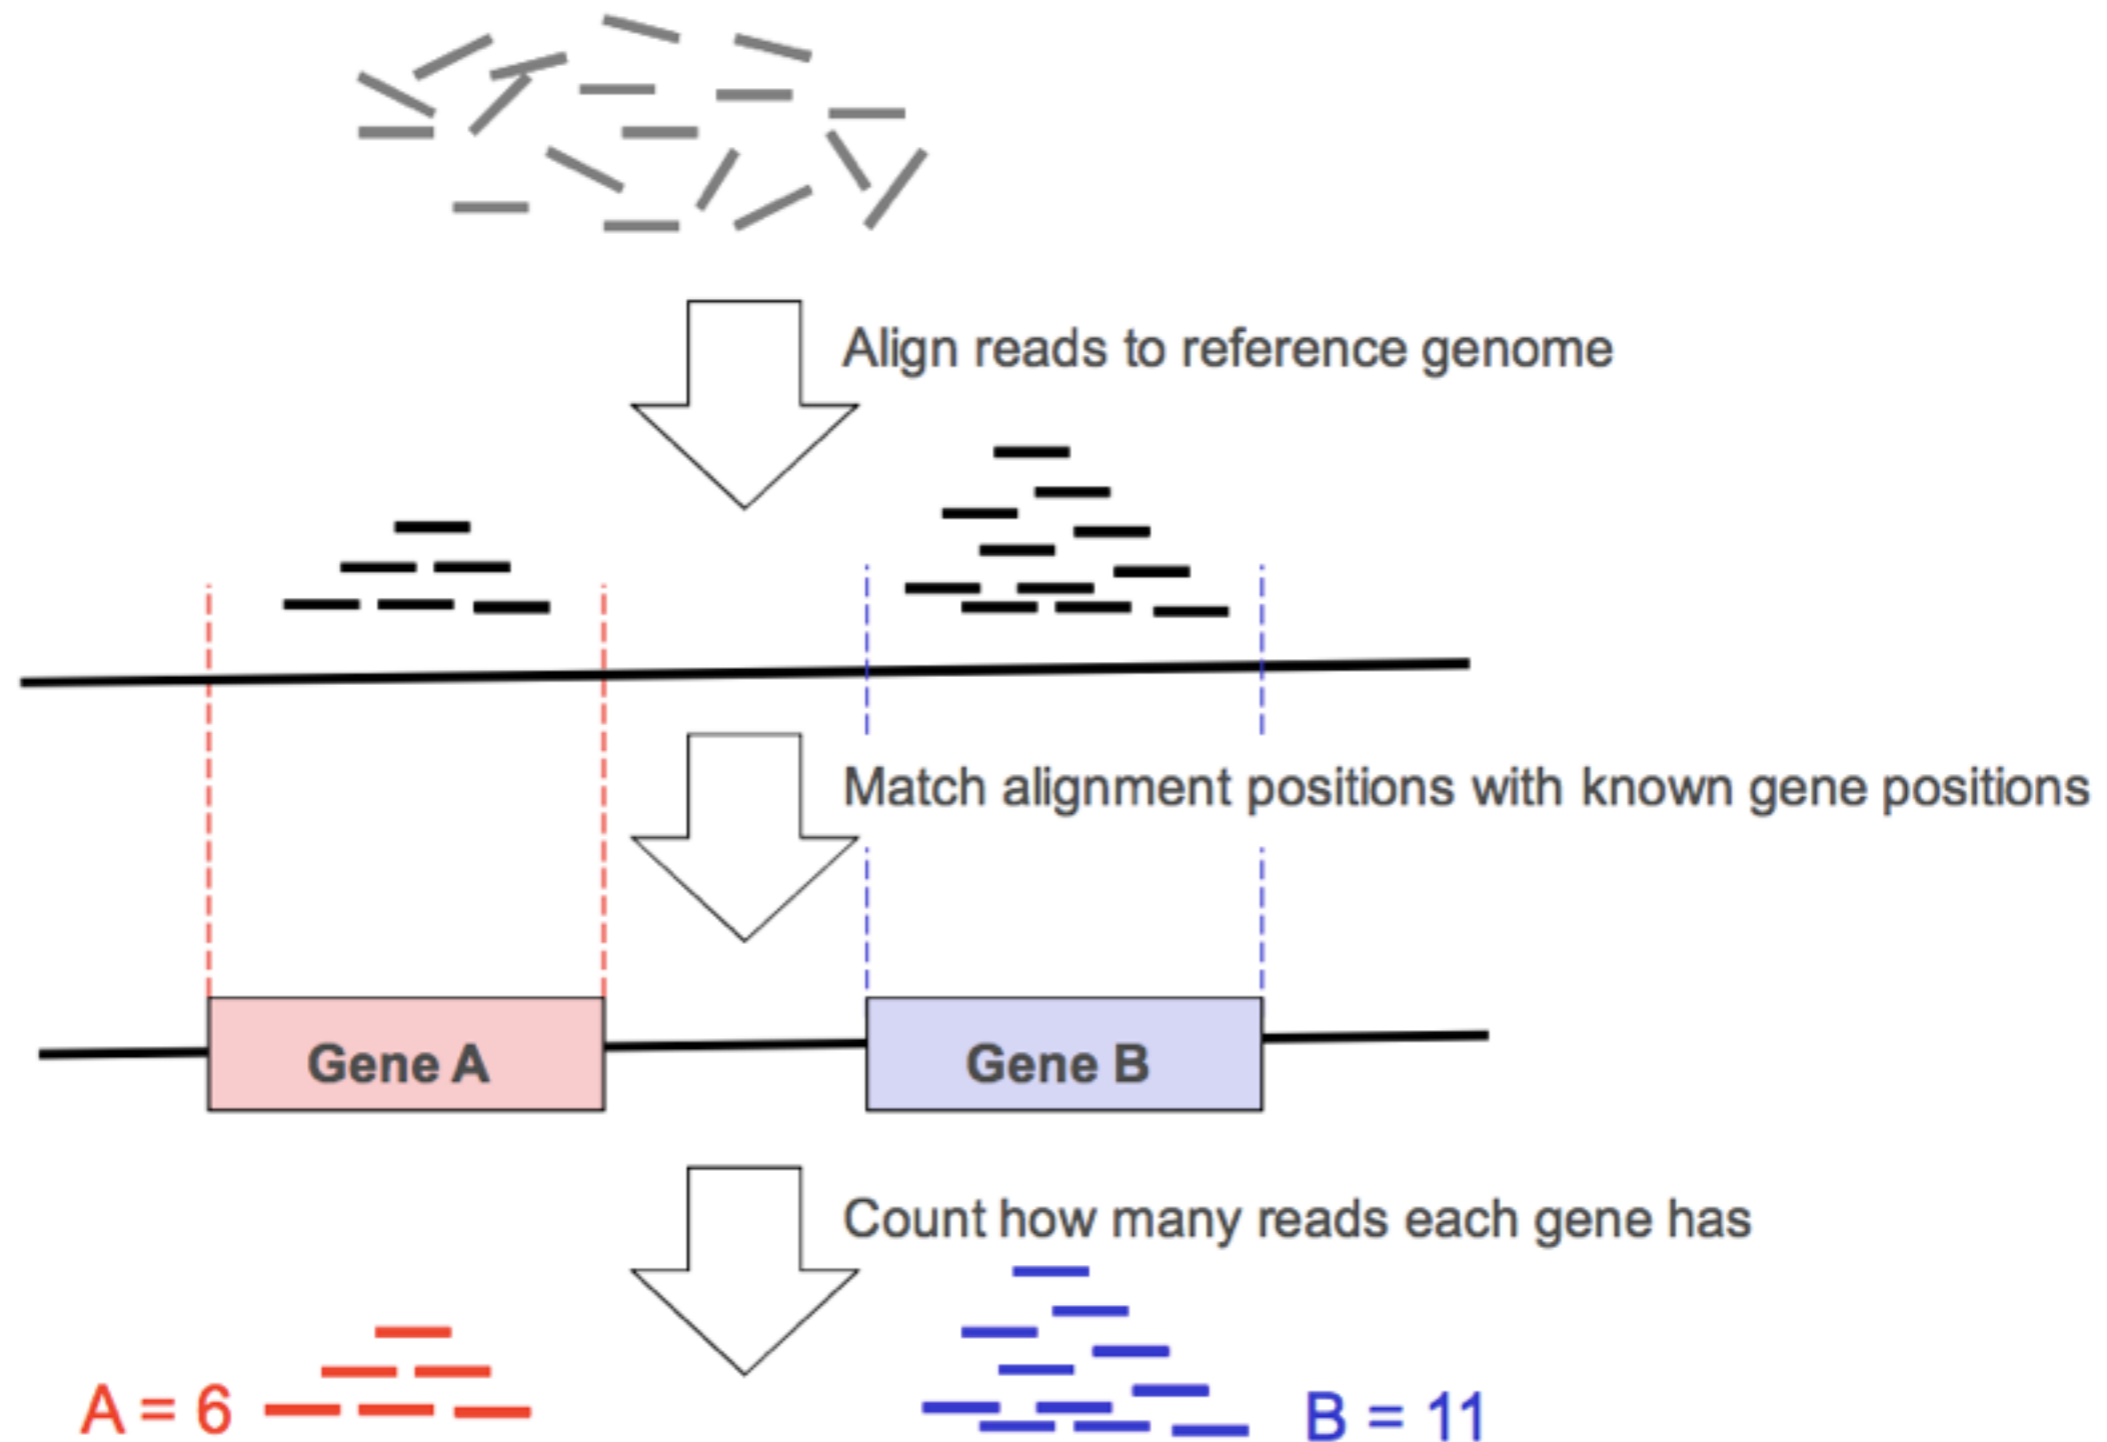 Align reads to reference genome
Match alignment positions with known gene positions
Gene A
Gene B
Count how many reads each gene has
A = 6
B = 11